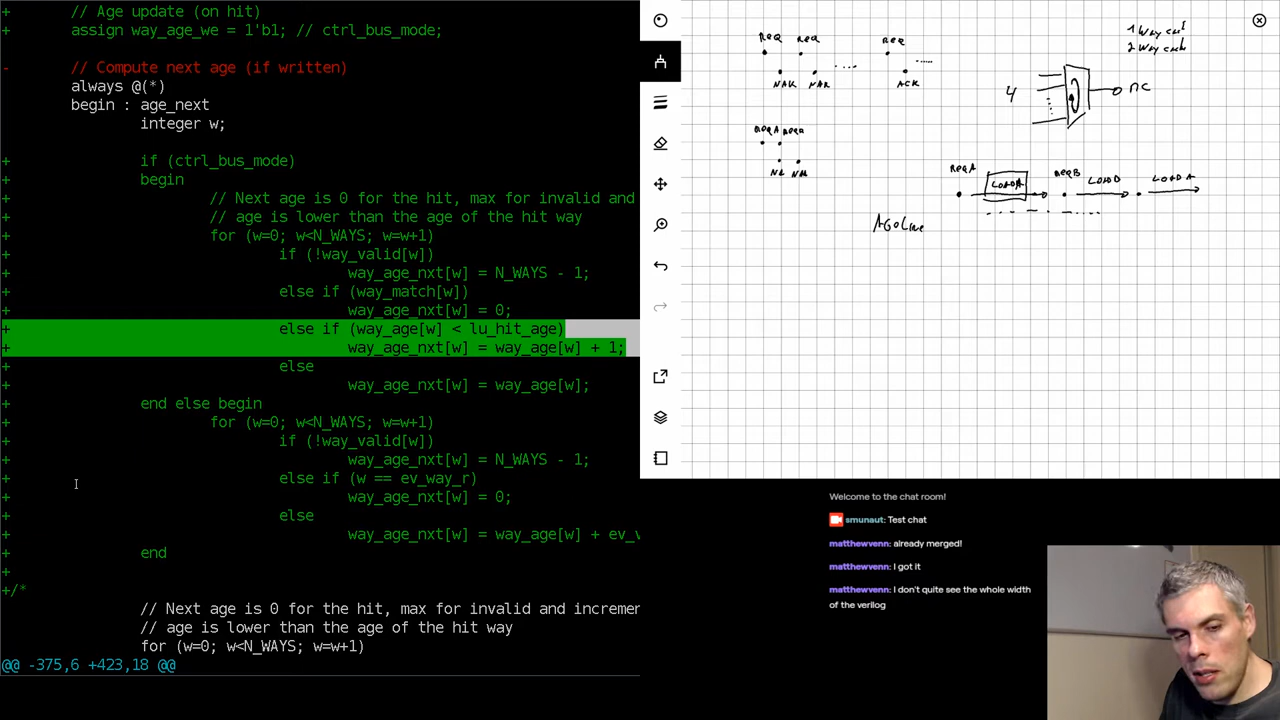 + // Age update (on hit)
+ assign way_age_we = 1'b1; // ctrl_bus_mode;
- // Compute next age (if written)
always @(*)
begin : age_next
integer w;
+ if (ctrl_bus_mode)
+ begin
+ // Next age is 0 for the hit, max for invalid and
+ // age is lower than the age of the hit way
+ for (w=0; w<N_WAYS; w=w+1)
+ if (!way_valid[w])
+ way_age_nxt[w] = N_WAYS - 1;
+ else if (way_match[w])
+ way_age_nxt[w] = 0;
+ else if (way_age[w] < lu_hit_age)
+ way_age_nxt[w] = way_age[w] + 1;
+ else
+ way_age_nxt[w] = way_age[w];
+ end else begin
+ for (w=0; w<N_WAYS; w=w+1)
+ if (!way_valid[w])
+ way_age_nxt[w] = N_WAYS - 1;
+ else if (w == ev_way_r)
+ way_age_nxt[w] = 0;
+ else
+ way_age_nxt[w] = way_age[w] + ev_v
+ end
+
+/*
// Next age is 0 for the hit, max for invalid and incremen
// age is lower than the age of the hit way
for (w=0; w<N_WAYS; w=w+1)
@@ -375,6 +423,18 @@
REQ REQ REQ
NAK NAK ACK
1 Way
2 Way
4
REQA
REQA LOADA REQB LOAD LOADA
Welcome to the chat room!
smunaut: Test chat
matthewvenn: already merged!
matthewvenn: I got it
matthewvenn: I don't quite see the whole width
of the verilog